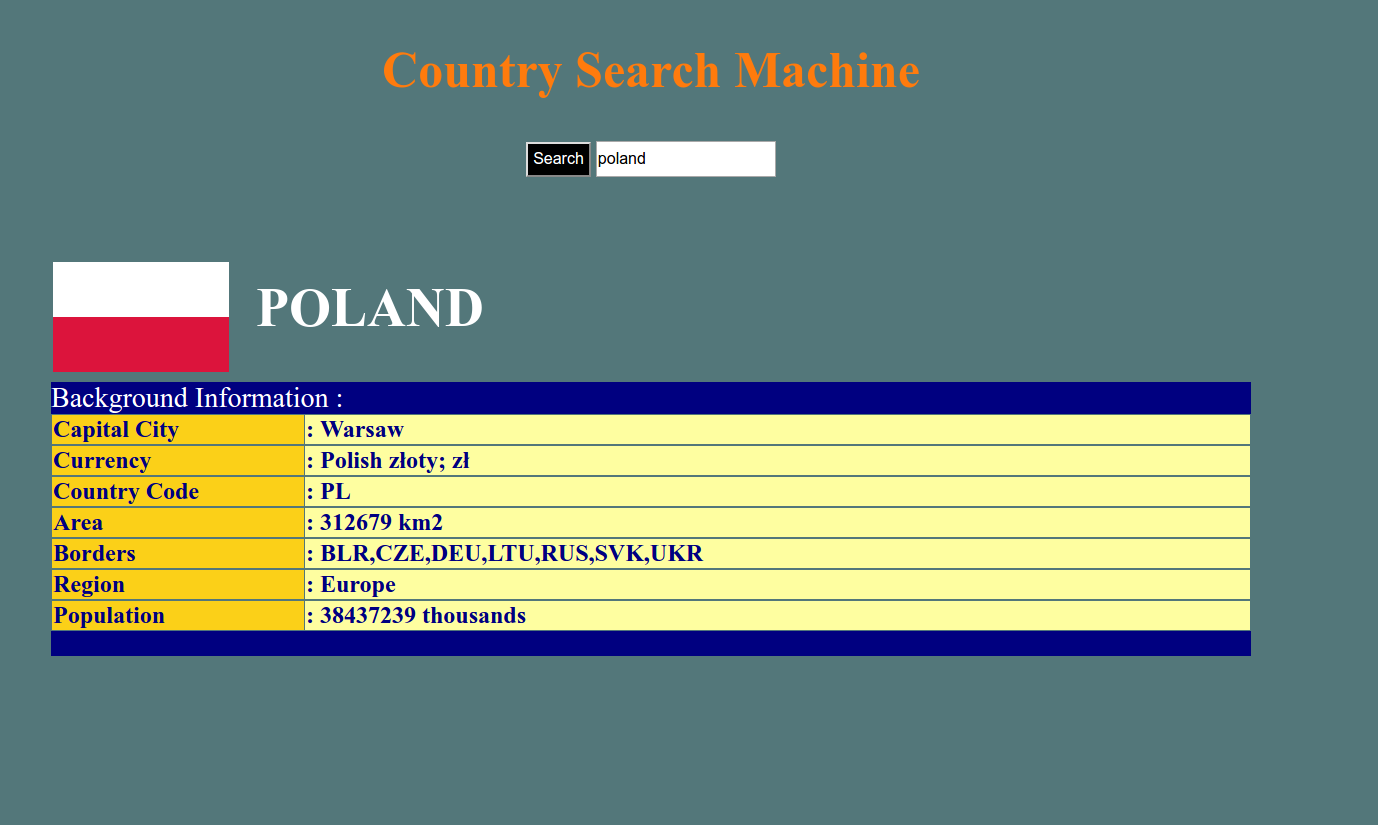 Country Search Machine
Search poland
POLAND
Background Information :
Capital City : Warsaw
Currency : Polish złoty; zł
Country Code : PL
Area : 312679 km2
Borders : BLR,CZE,DEU,LTU,RUS,SVK,UKR
Region : Europe
Population : 38437239 thousands